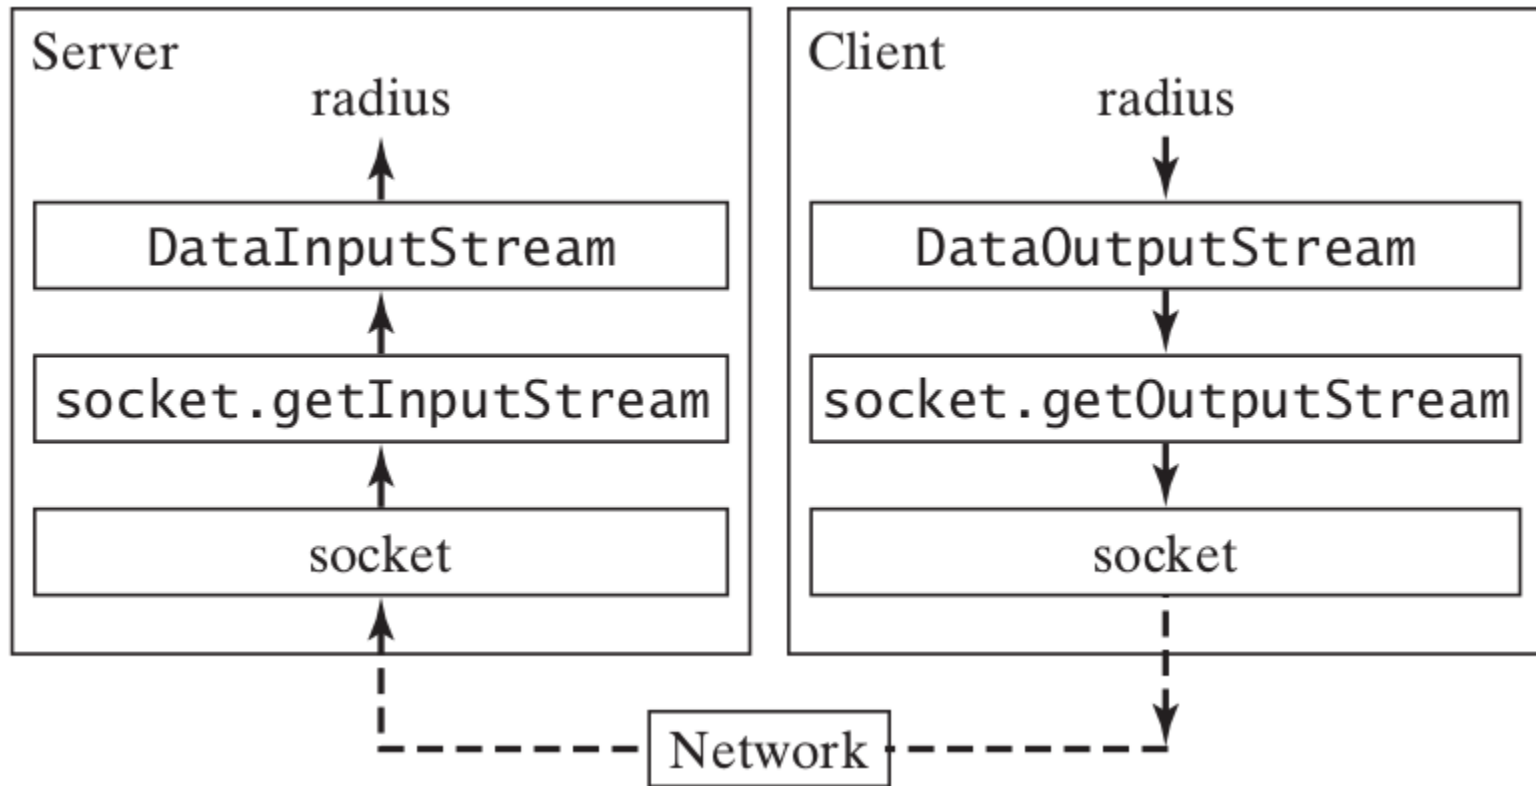 Server
radius
DataInputStream
socket.getInputStream
socket
Client
radius
DataOutputStream
socket.getOutputStream
socket
Network